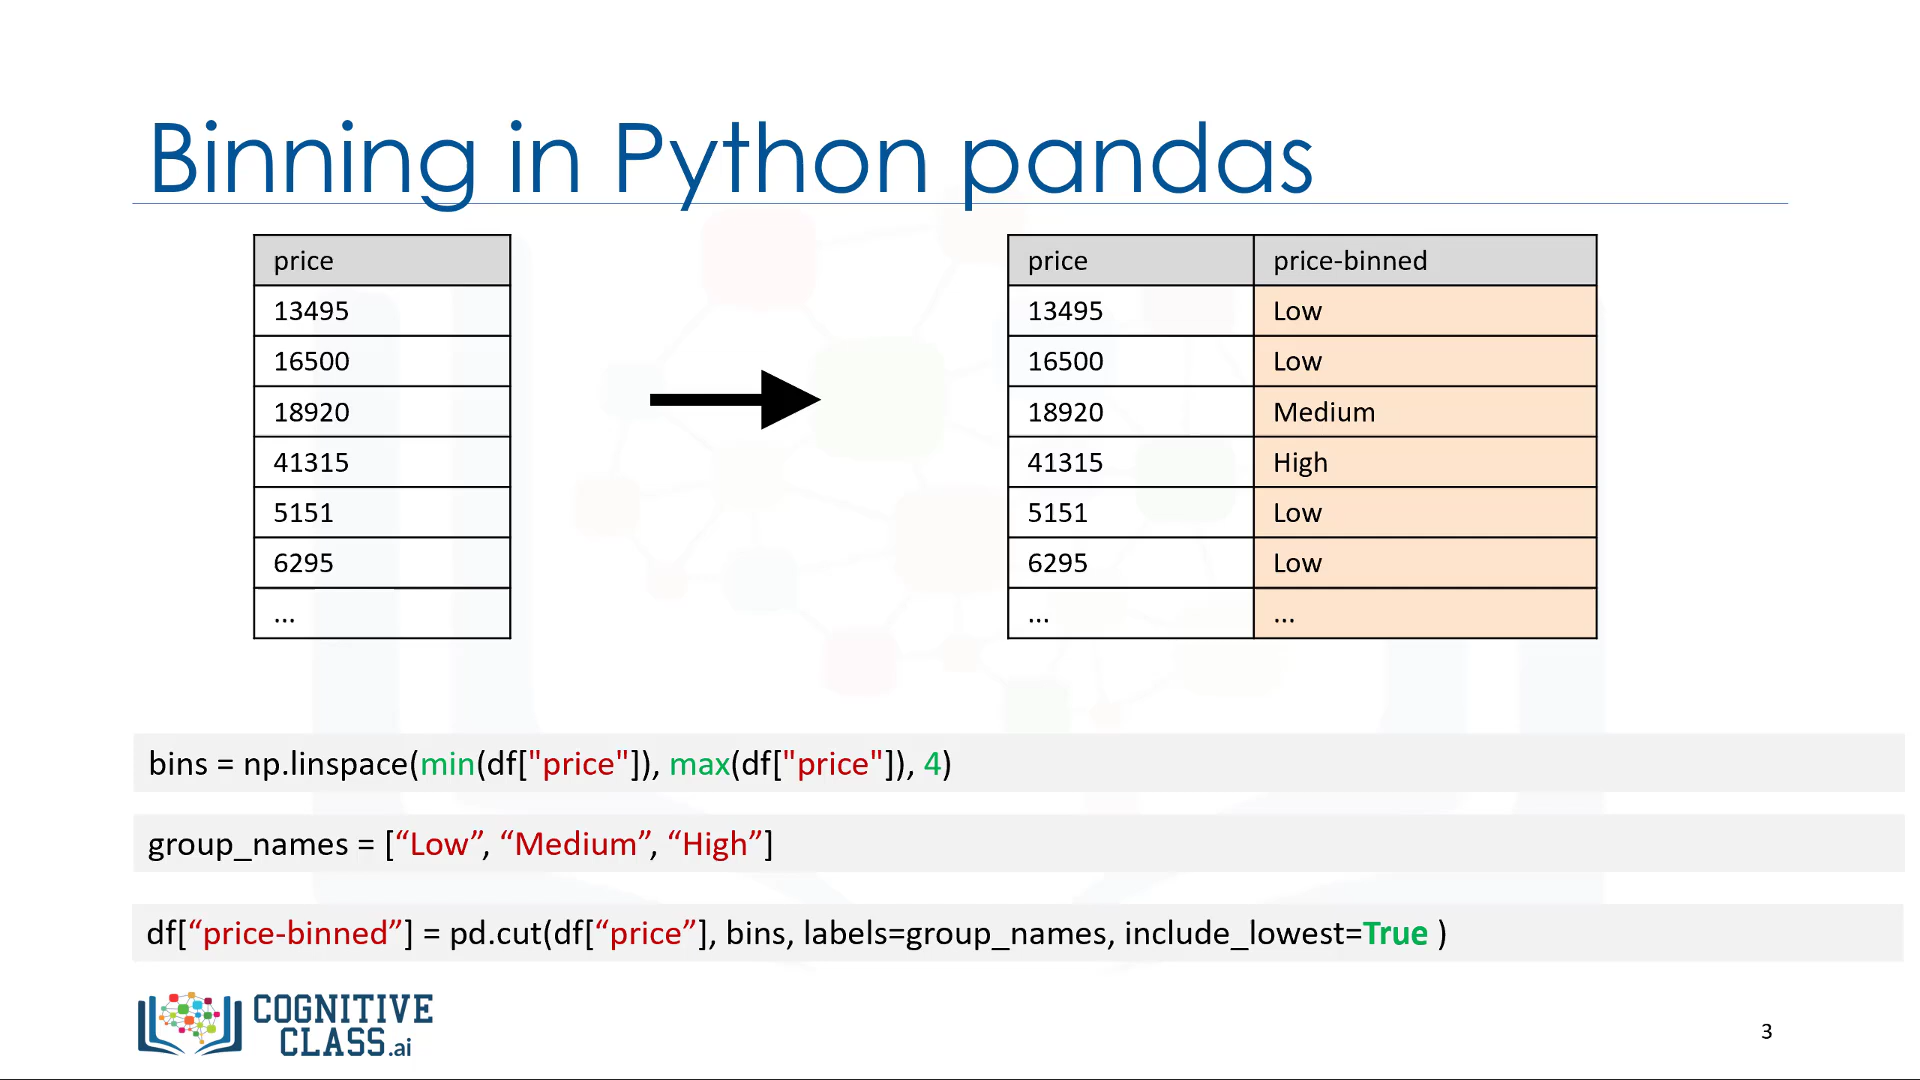 Binning in Python pandas
price
13495
16500
18920
41315
5151
6295
...
price price-binned
13495 Low
16500 Low
18920 Medium
41315 High
5151 Low
6295 Low
... ...
bins = np.linspace(min(df["price"]), max(df["price"]), 4)
group_names = [“Low”, “Medium”, “High”]
df[“price-binned”] = pd.cut(df[“price”], bins, labels=group_names, include_lowest=True )
COGNITIVE
CLASS.ai
3